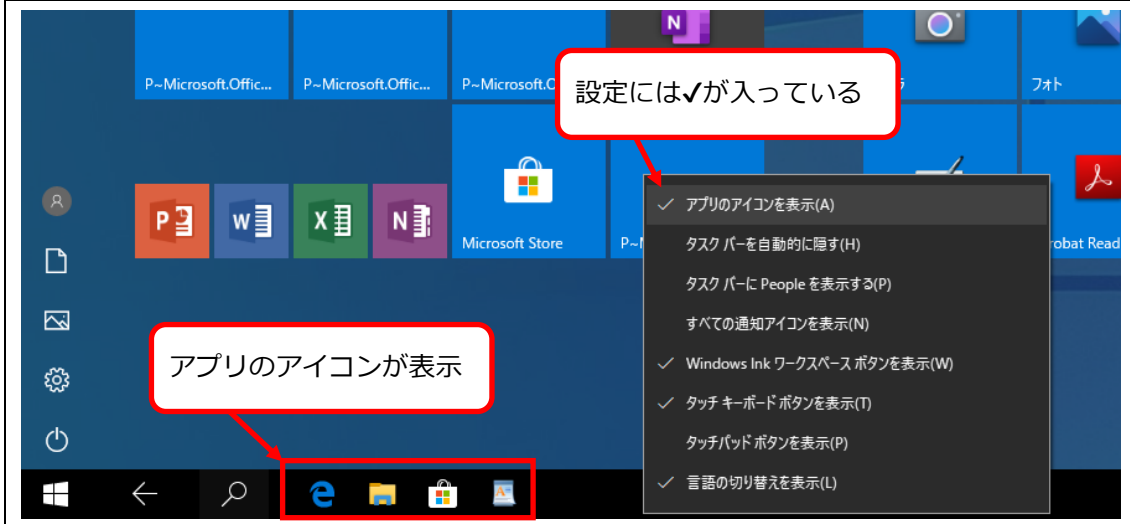 P~Microsoft.Offic...
P~Microsoft.Offic...
P~Microsoft.O
設定には✓が入っている
フォト
Microsoft Store
robat Read
アプリのアイコンを表示(A)
タスク バーを自動的に隠す(H)
タスク バーに People を表示する(P)
すべての通知アイコンを表示(N)
Windows Ink ワークスペース ボタンを表示(W)
タッチ キーボード ボタンを表示(T)
タッチパッド ボタンを表示(P)
言語の切り替えを表示(L)
アプリのアイコンが表示